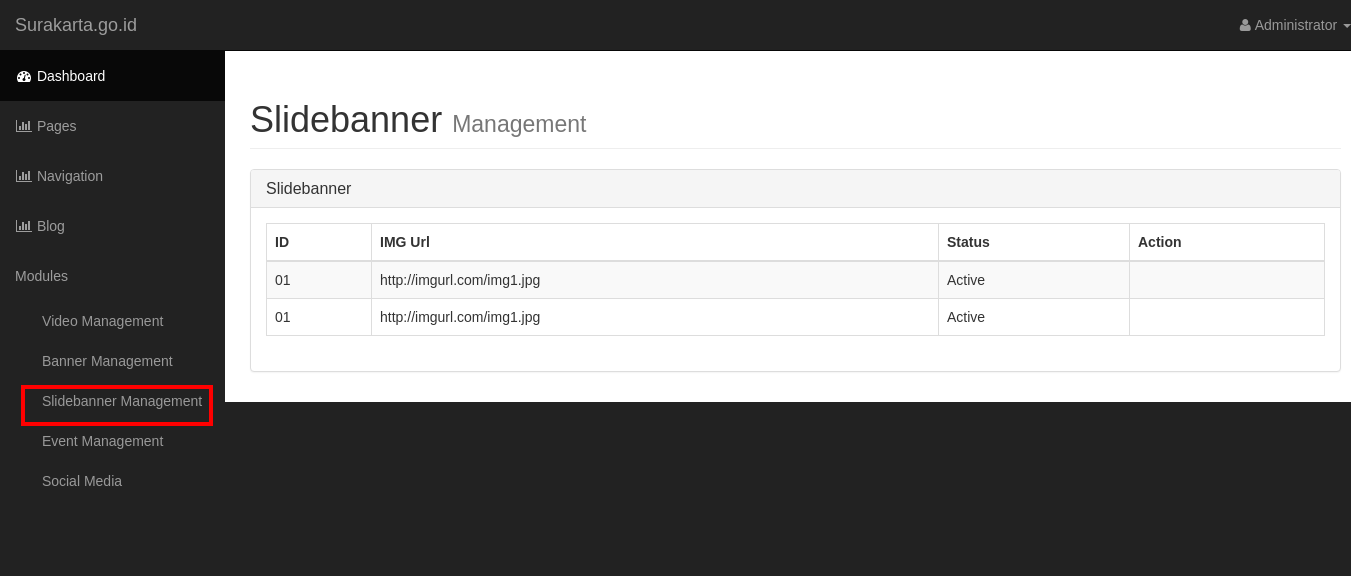 Surakarta.go.id
Administrator
Dashboard
Pages
Navigation
Blog
Modules
Video Management
Banner Management
Slidebanner Management
Event Management
Social Media
Slidebanner Management
Slidebanner
ID IMG Url Status Action
01 http://imgurl.com/img1.jpg Active
01 http://imgurl.com/img1.jpg Active